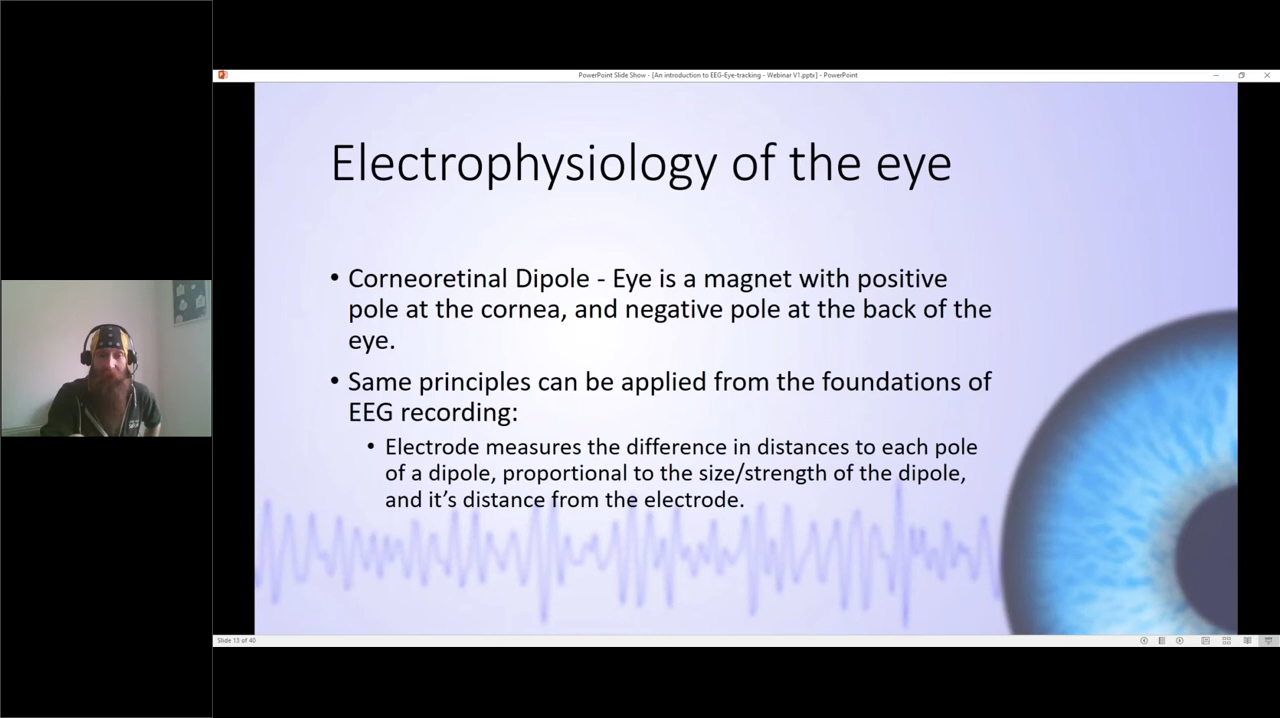 PowerPoint Slide Show - [An introduction to EEG-Eye-tracking - Webinar V1.pptx] - PowerPoint
Electrophysiology of the eye
• Corneoretinal Dipole - Eye is a magnet with positive
pole at the cornea, and negative pole at the back of the
eye.
• Same principles can be applied from the foundations of
EEG recording:
• Electrode measures the difference in distances to each pole
of a dipole, proportional to the size/strength of the dipole,
and it’s distance from the electrode.
Slide 13 of 40